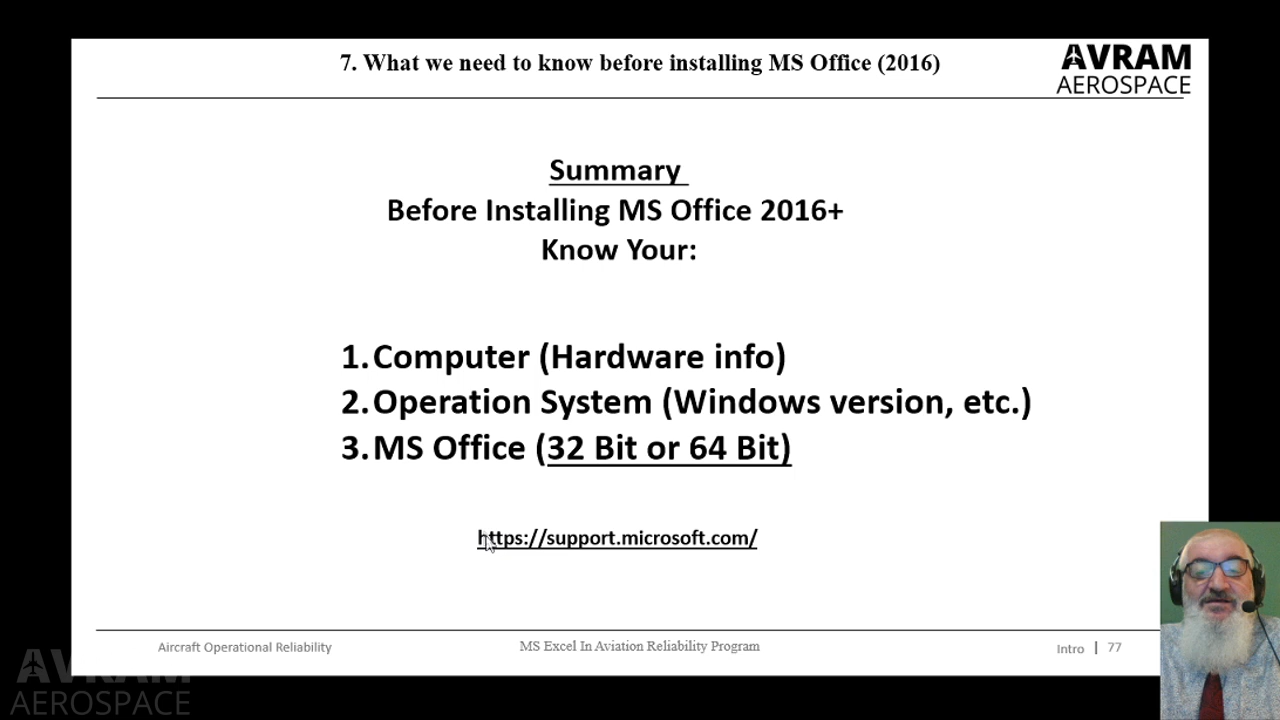 7. What we need to know before installing MS Office (2016)
AVRAM
AEROSPACE
Summary
Before Installing MS Office 2016+
Know Your:
1. Computer (Hardware info)
2. Operation System (Windows version, etc.)
3. MS Office (32 Bit or 64 Bit)
https://support.microsoft.com/
Aircraft Operational Reliability
MS Excel In Aviation Reliability Program
Intro | 77
AVRAM
AEROSPACE